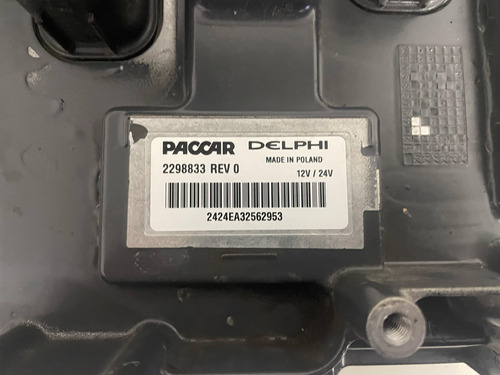 PACCAR DELPHI
MADE IN POLAND
2298833 REV 0
12V / 24V
2424EA32562953